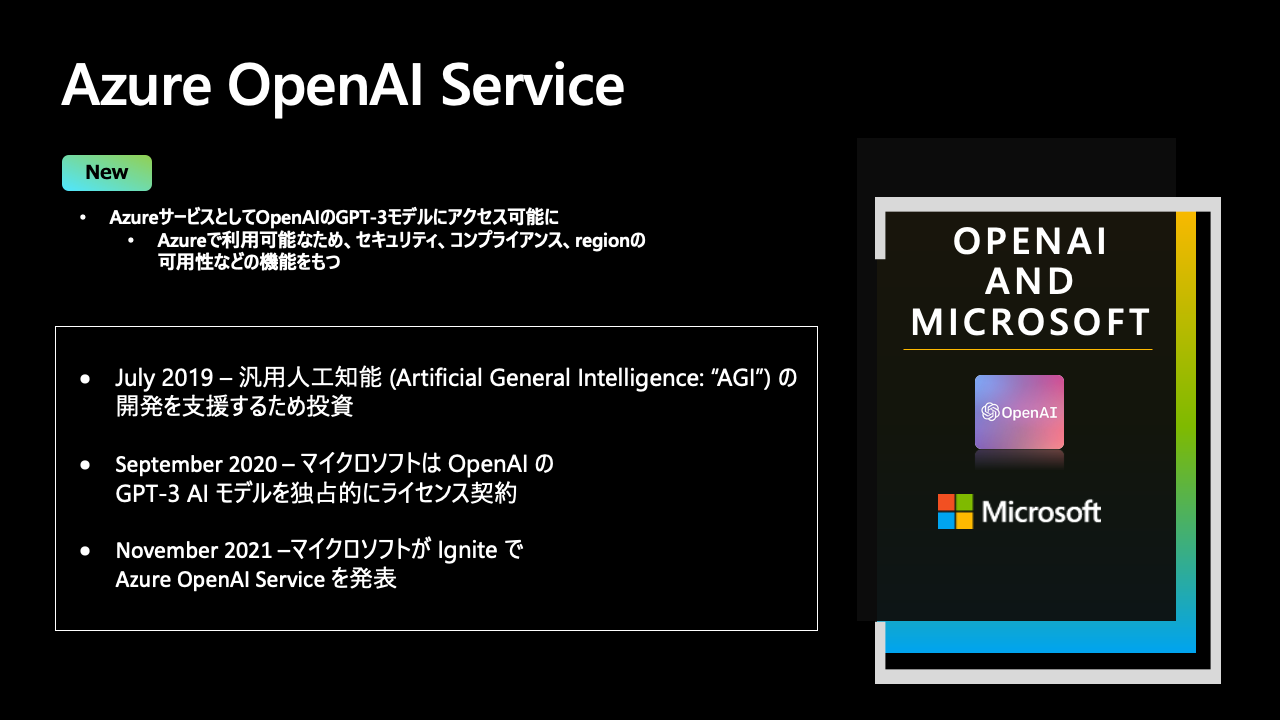 Azure OpenAI Service
New
• AzureサービスとしてOpenAIのGPT-3モデルにアクセス可能に
• Azureで利用可能なため、セキュリティ、コンプライアンス、regionの
可用性などの機能をもつ
● July 2019 – 汎用人工知能 (Artificial General Intelligence: “AGI”) の
開発を支援するため投資
● September 2020 – マイクロソフトは OpenAI の
GPT-3 AI モデルを独占的にライセンス契約
● November 2021 –マイクロソフトが Ignite で
Azure OpenAI Service を発表
OPENAI
AND
MICROSOFT
OpenAI
Microsoft